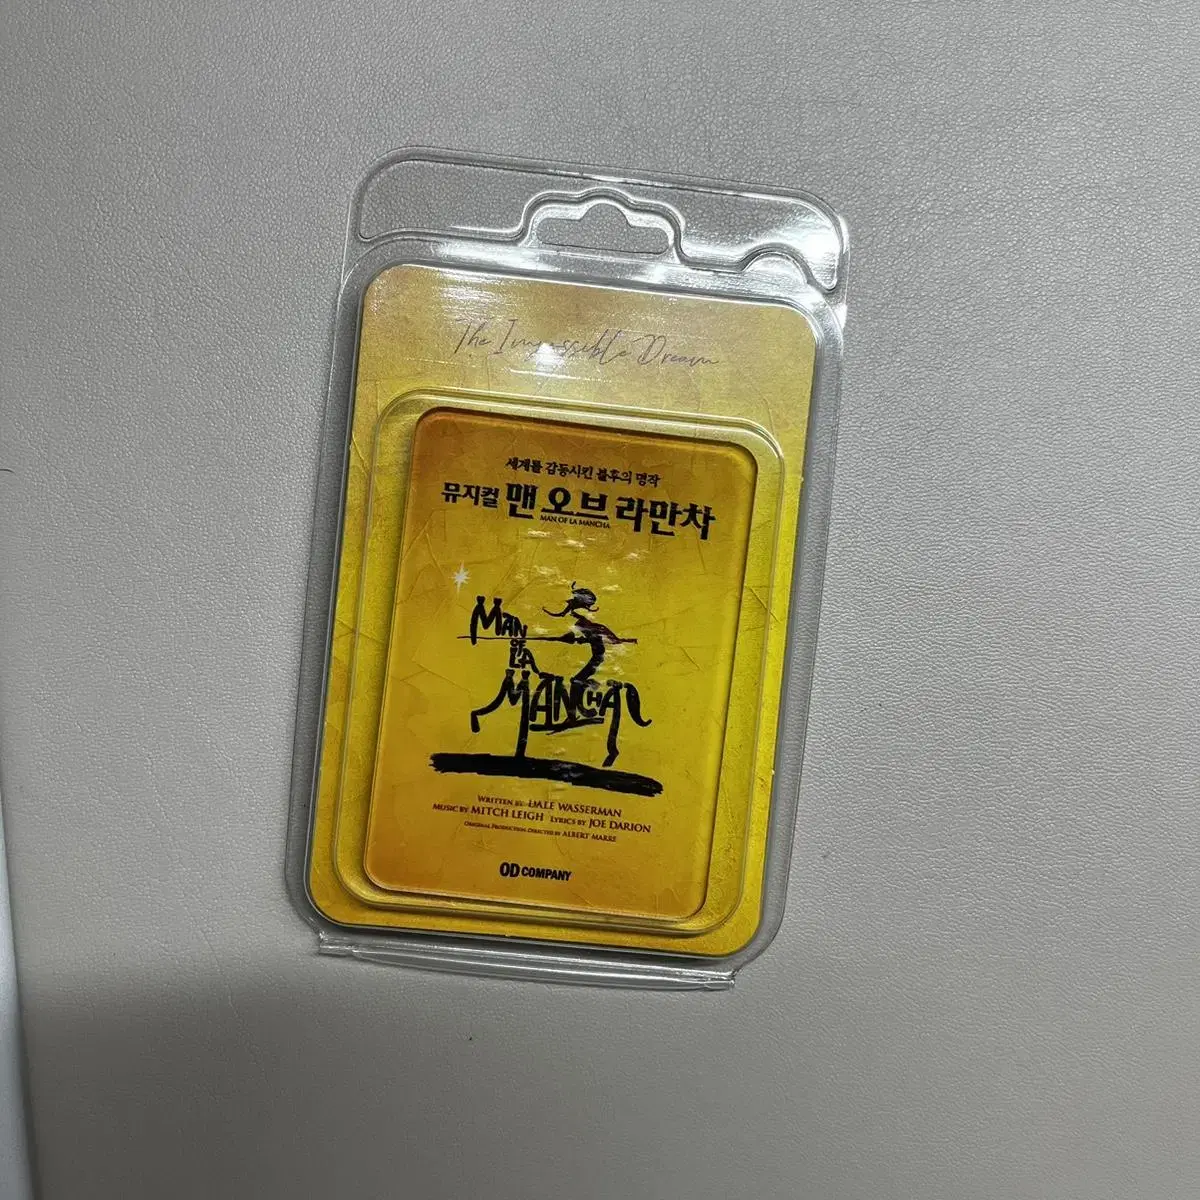 The Impossible Dream
세계를 감동시킨 불후의 명작
뮤지컬 맨 오브 라만차
MAN OF LA MANCHA
MAN
OF
LA
MANCHA
WRITTEN BY DALE WASSERMAN
MUSIC BY MITCH LEIGH LYRICS BY JOE DARION
ORIGINAL PRODUCTION DIRECTED BY ALBERT MARRE
OD COMPANY